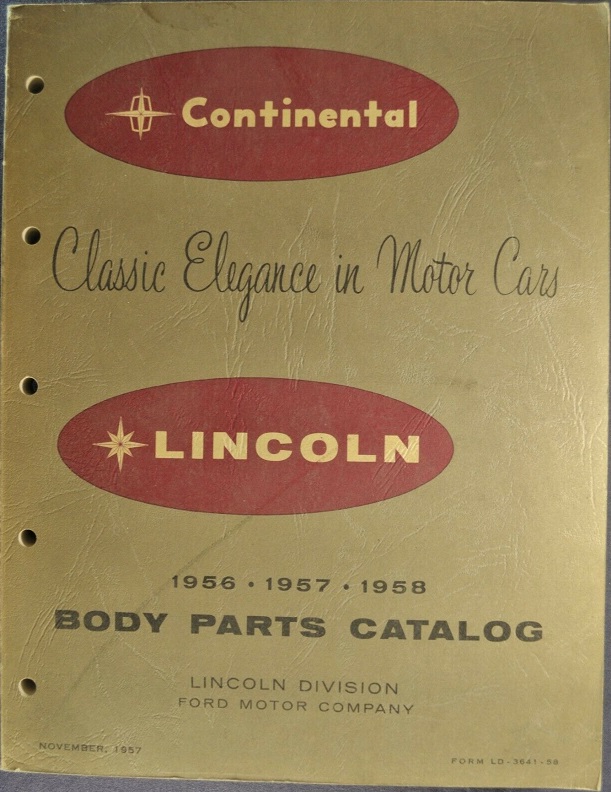 Continental
Classic Elegance in Motor Cars
LINCOLN
1956 • 1957 • 1958
BODY PARTS CATALOG
LINCOLN DIVISION
FORD MOTOR COMPANY
NOVEMBER, 1957
FORM LD-3641-58